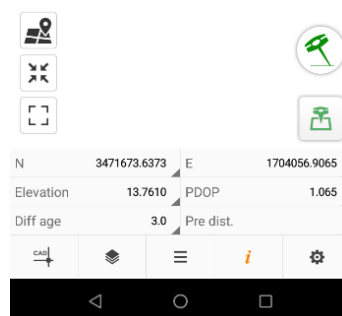 N 3471673.6373 E 1704056.9065
Elevation 13.7610 PDOP 1.065
Diff age 3.0 Pre dist.
CAD i